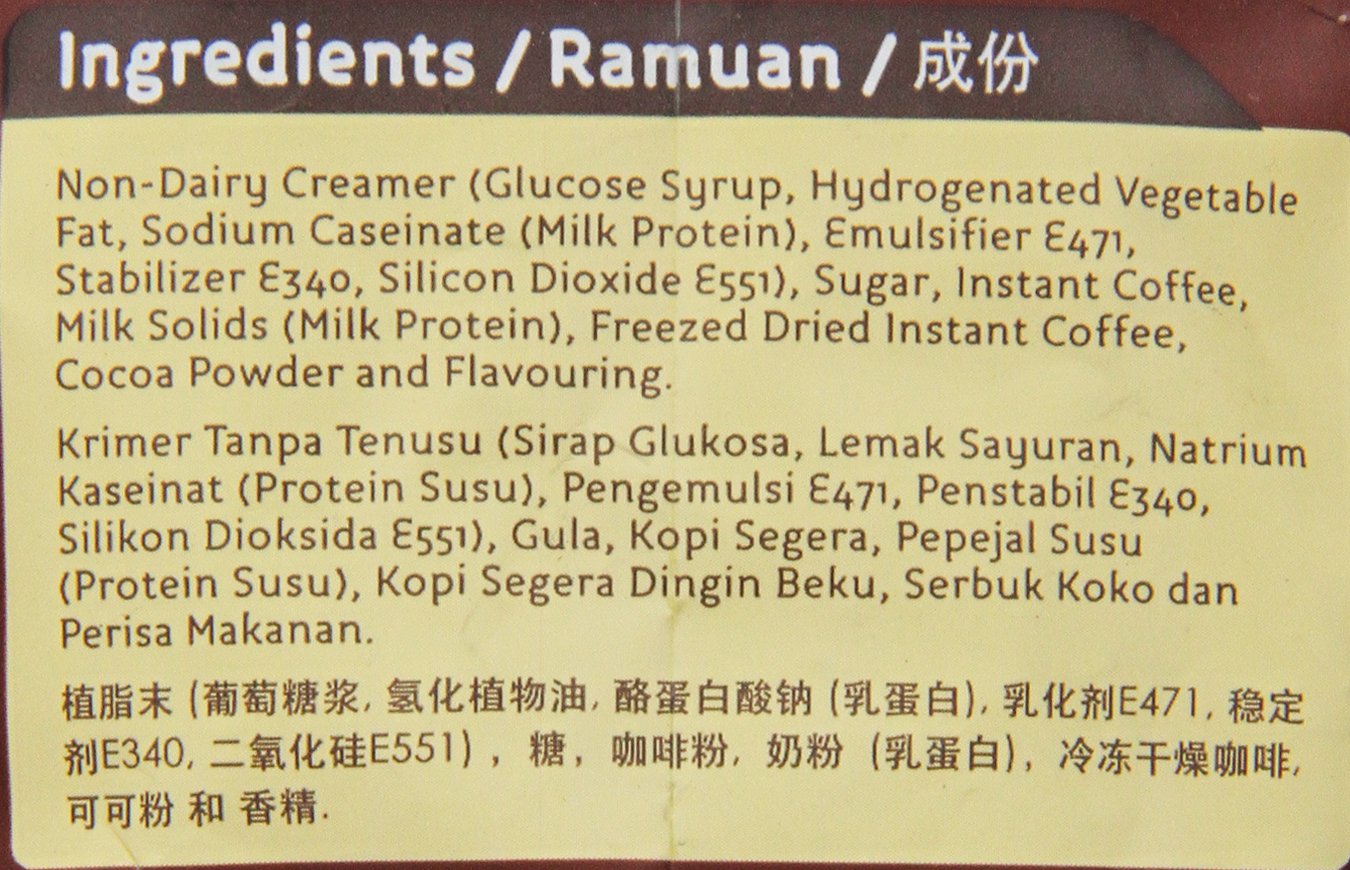 Ingredients / Ramuan / 成份
Non-Dairy Creamer (Glucose Syrup, Hydrogenated Vegetable
Fat, Sodium Caseinate (Milk Protein), Emulsifier E471,
Stabilizer E340, Silicon Dioxide E551), Sugar, Instant Coffee,
Milk Solids (Milk Protein), Freezed Dried Instant Coffee,
Cocoa Powder and Flavouring.
Krimer Tanpa Tenusu (Sirap Glukosa, Lemak Sayuran, Natrium
Kaseinat (Protein Susu), Pengemulsi E471, Penstabil E340,
Silikon Dioksida E551), Gula, Kopi Segera, Pepejal Susu
(Protein Susu), Kopi Segera Dingin Beku, Serbuk Koko dan
Perisa Makanan.
植脂末 (葡萄糖浆, 氢化植物油, 酪蛋白酸钠 (乳蛋白), 乳化剂E471, 稳定
剂E340, 二氧化硅E551) , 糖, 咖啡粉, 奶粉 (乳蛋白), 冷冻干燥咖啡,
可可粉 和 香精.